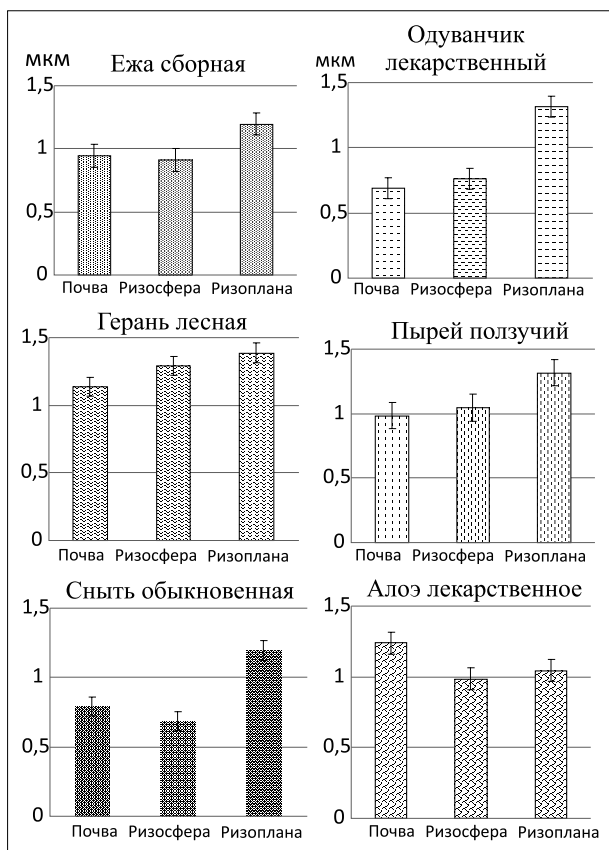 мкм
Ежа сборная
1,5
1
0,5
0
Почва Ризосфера Ризоплана
Одуванчик
лекарственный
мкм
1,5
1
0,5
0
Почва Ризосфера Ризоплана
Герань лесная
1,5
1
0,5
0
Почва Ризосфера Ризоплана
Пырей ползучий
1,5
1
0,5
0
Почва Ризосфера Ризоплана
Сныть обыкновенная
1,5
1
0,5
0
Почва Ризосфера Ризоплана
Алоэ лекарственное
1,5
1
0,5
0
Почва Ризосфера Ризоплана